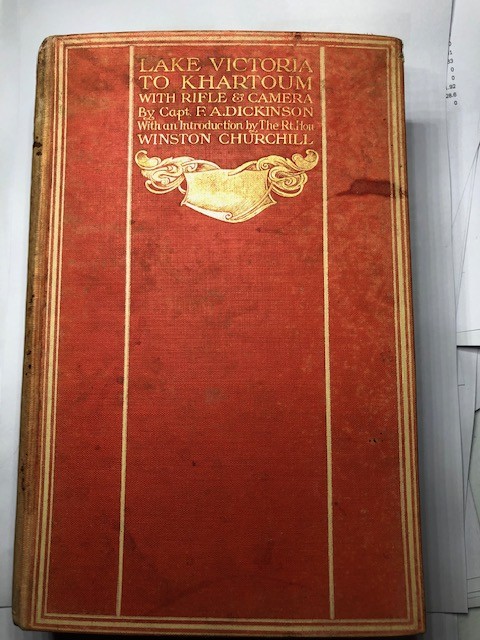 LAKE VICTORIA
TO KHARTOUM
WITH RIFLE & CAMERA
By Capt. F. A. DICKINSON
With an Introduction by The Rt. Hon
WINSTON CHURCHILL